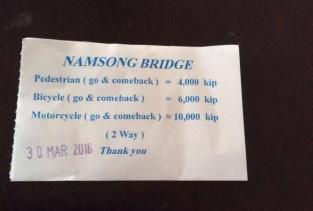 NAMSONG BRIDGE
Pedestrian ( go & comeback ) = 4,000 kip
Bicycle ( go & comeback ) = 6,000 kip
Motorcycle ( go & comeback ) = 10,000 kip
( 2 Way )
30 MAR 2016 Thank you